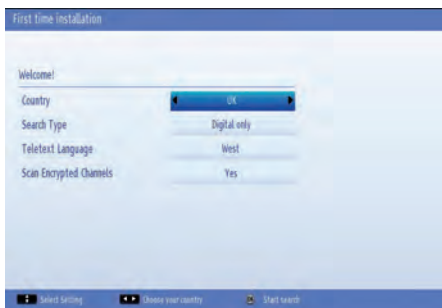 First time installation
Welcome!
Country UK
Search Type Digital only
Teletext Language West
Scan Encrypted Channels Yes
Select Setting Choose your country Start search